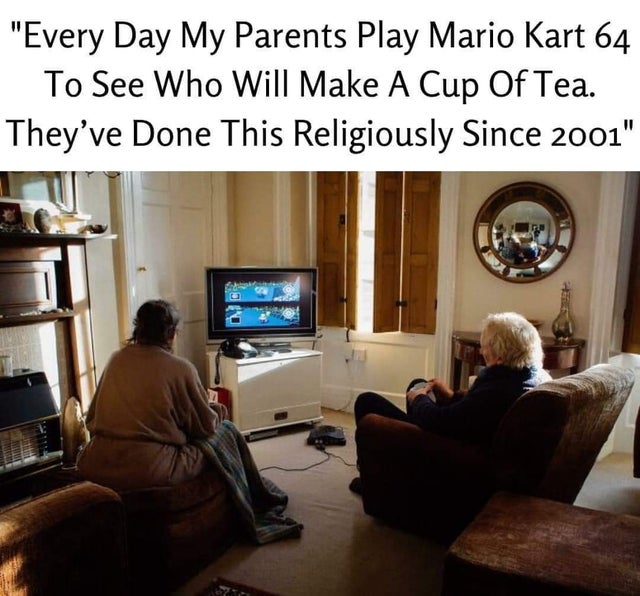 "Every Day My Parents Play Mario Kart 64
To See Who Will Make A Cup Of Tea.
They’ve Done This Religiously Since 2001"